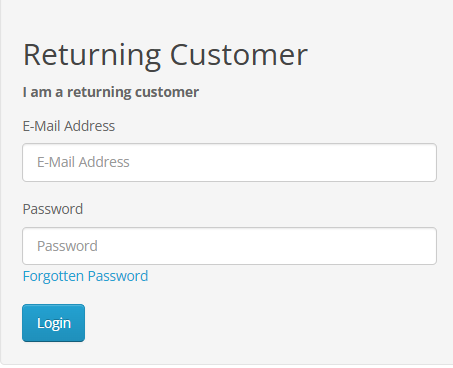 Returning Customer
I am a returning customer
E-Mail Address
E-Mail Address
Password
Password
Forgotten Password
Login